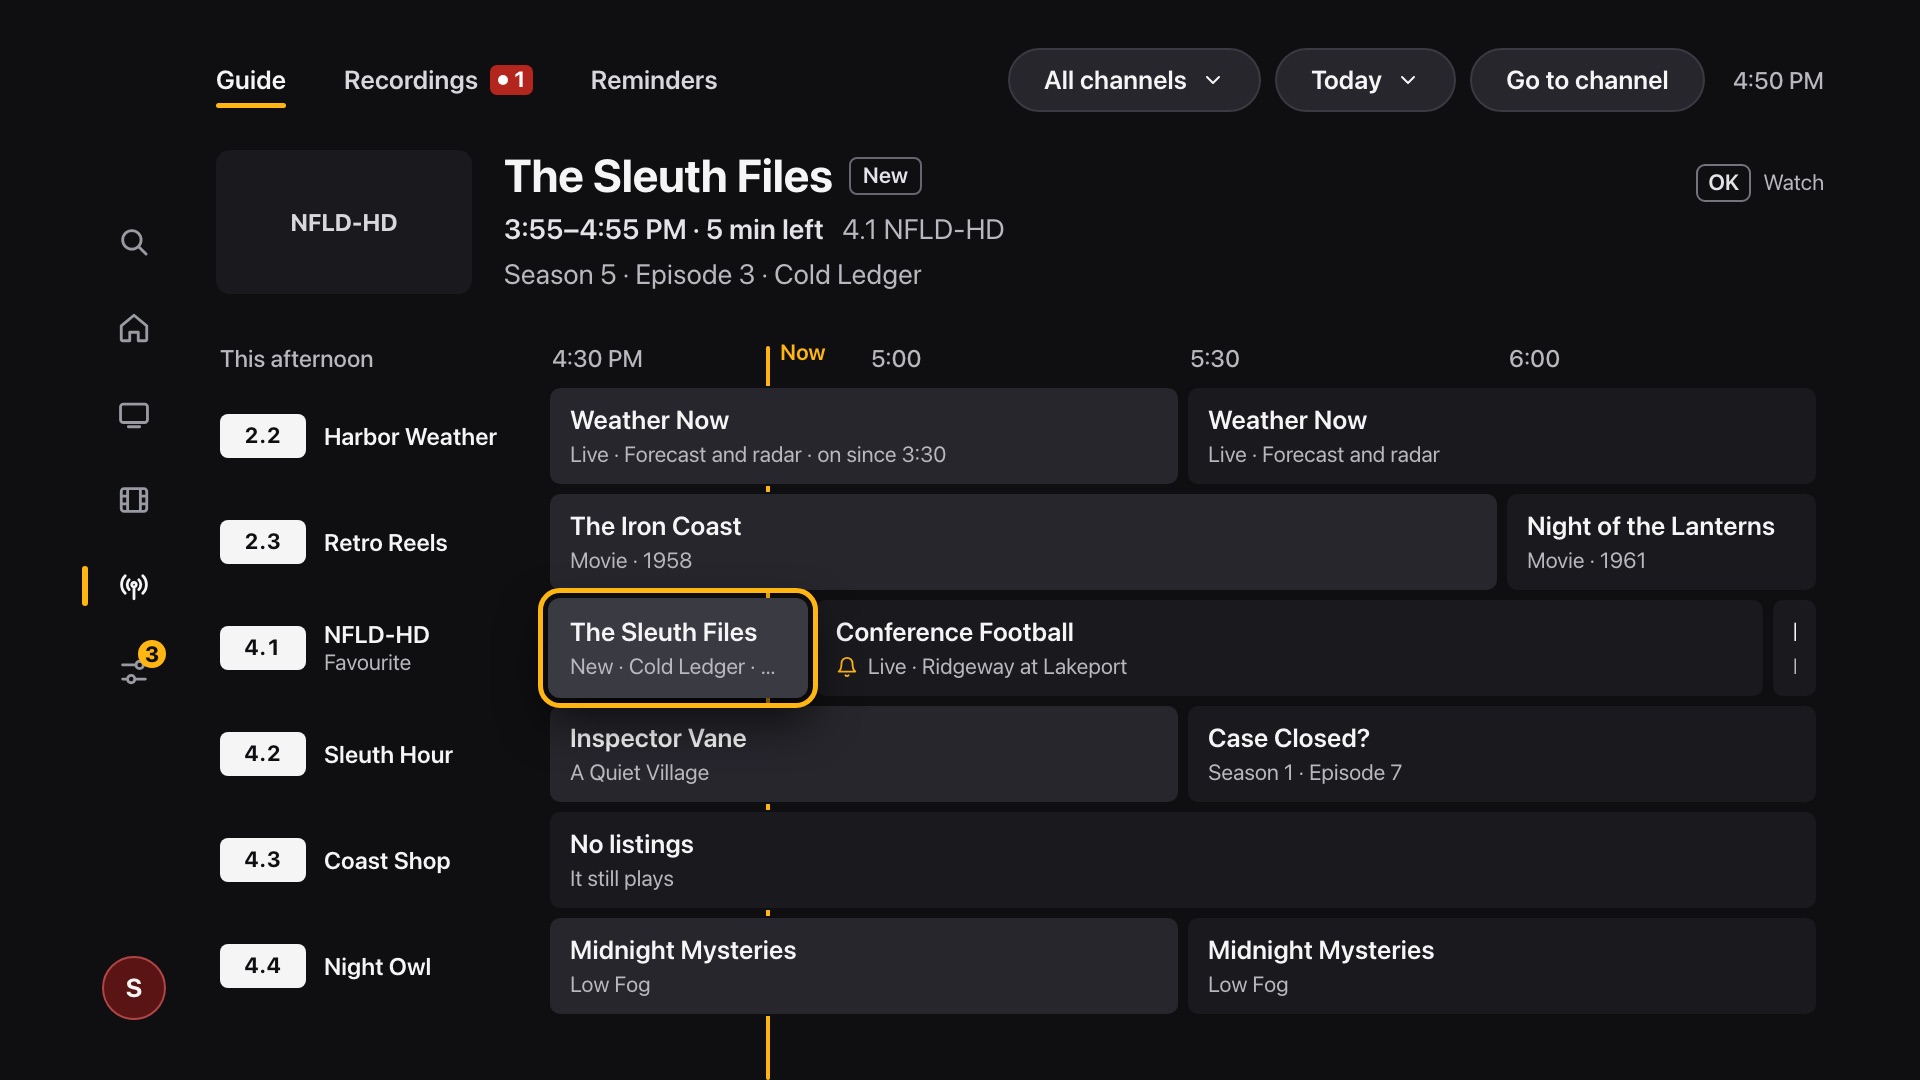 Guide
Recordings 1
Reminders
All channels
Today
Go to channel
4:50 PM
NFLD-HD
The Sleuth Files New
3:55–4:55 PM · 5 min left 4.1 NFLD-HD
Season 5 · Episode 3 · Cold Ledger
OK Watch
This afternoon
4:30 PM
Now
5:00
5:30
6:00
2.2 Harbor Weather
Weather Now
Live · Forecast and radar · on since 3:30
Weather Now
Live · Forecast and radar
2.3 Retro Reels
The Iron Coast
Movie · 1958
Night of the Lanterns
Movie · 1961
4.1 NFLD-HD
Favourite
The Sleuth Files
New · Cold Ledger · ...
Conference Football
Live · Ridgeway at Lakeport
3
4.2 Sleuth Hour
Inspector Vane
A Quiet Village
Case Closed?
Season 1 · Episode 7
4.3 Coast Shop
No listings
It still plays
4.4 Night Owl
Midnight Mysteries
Low Fog
Midnight Mysteries
Low Fog
S